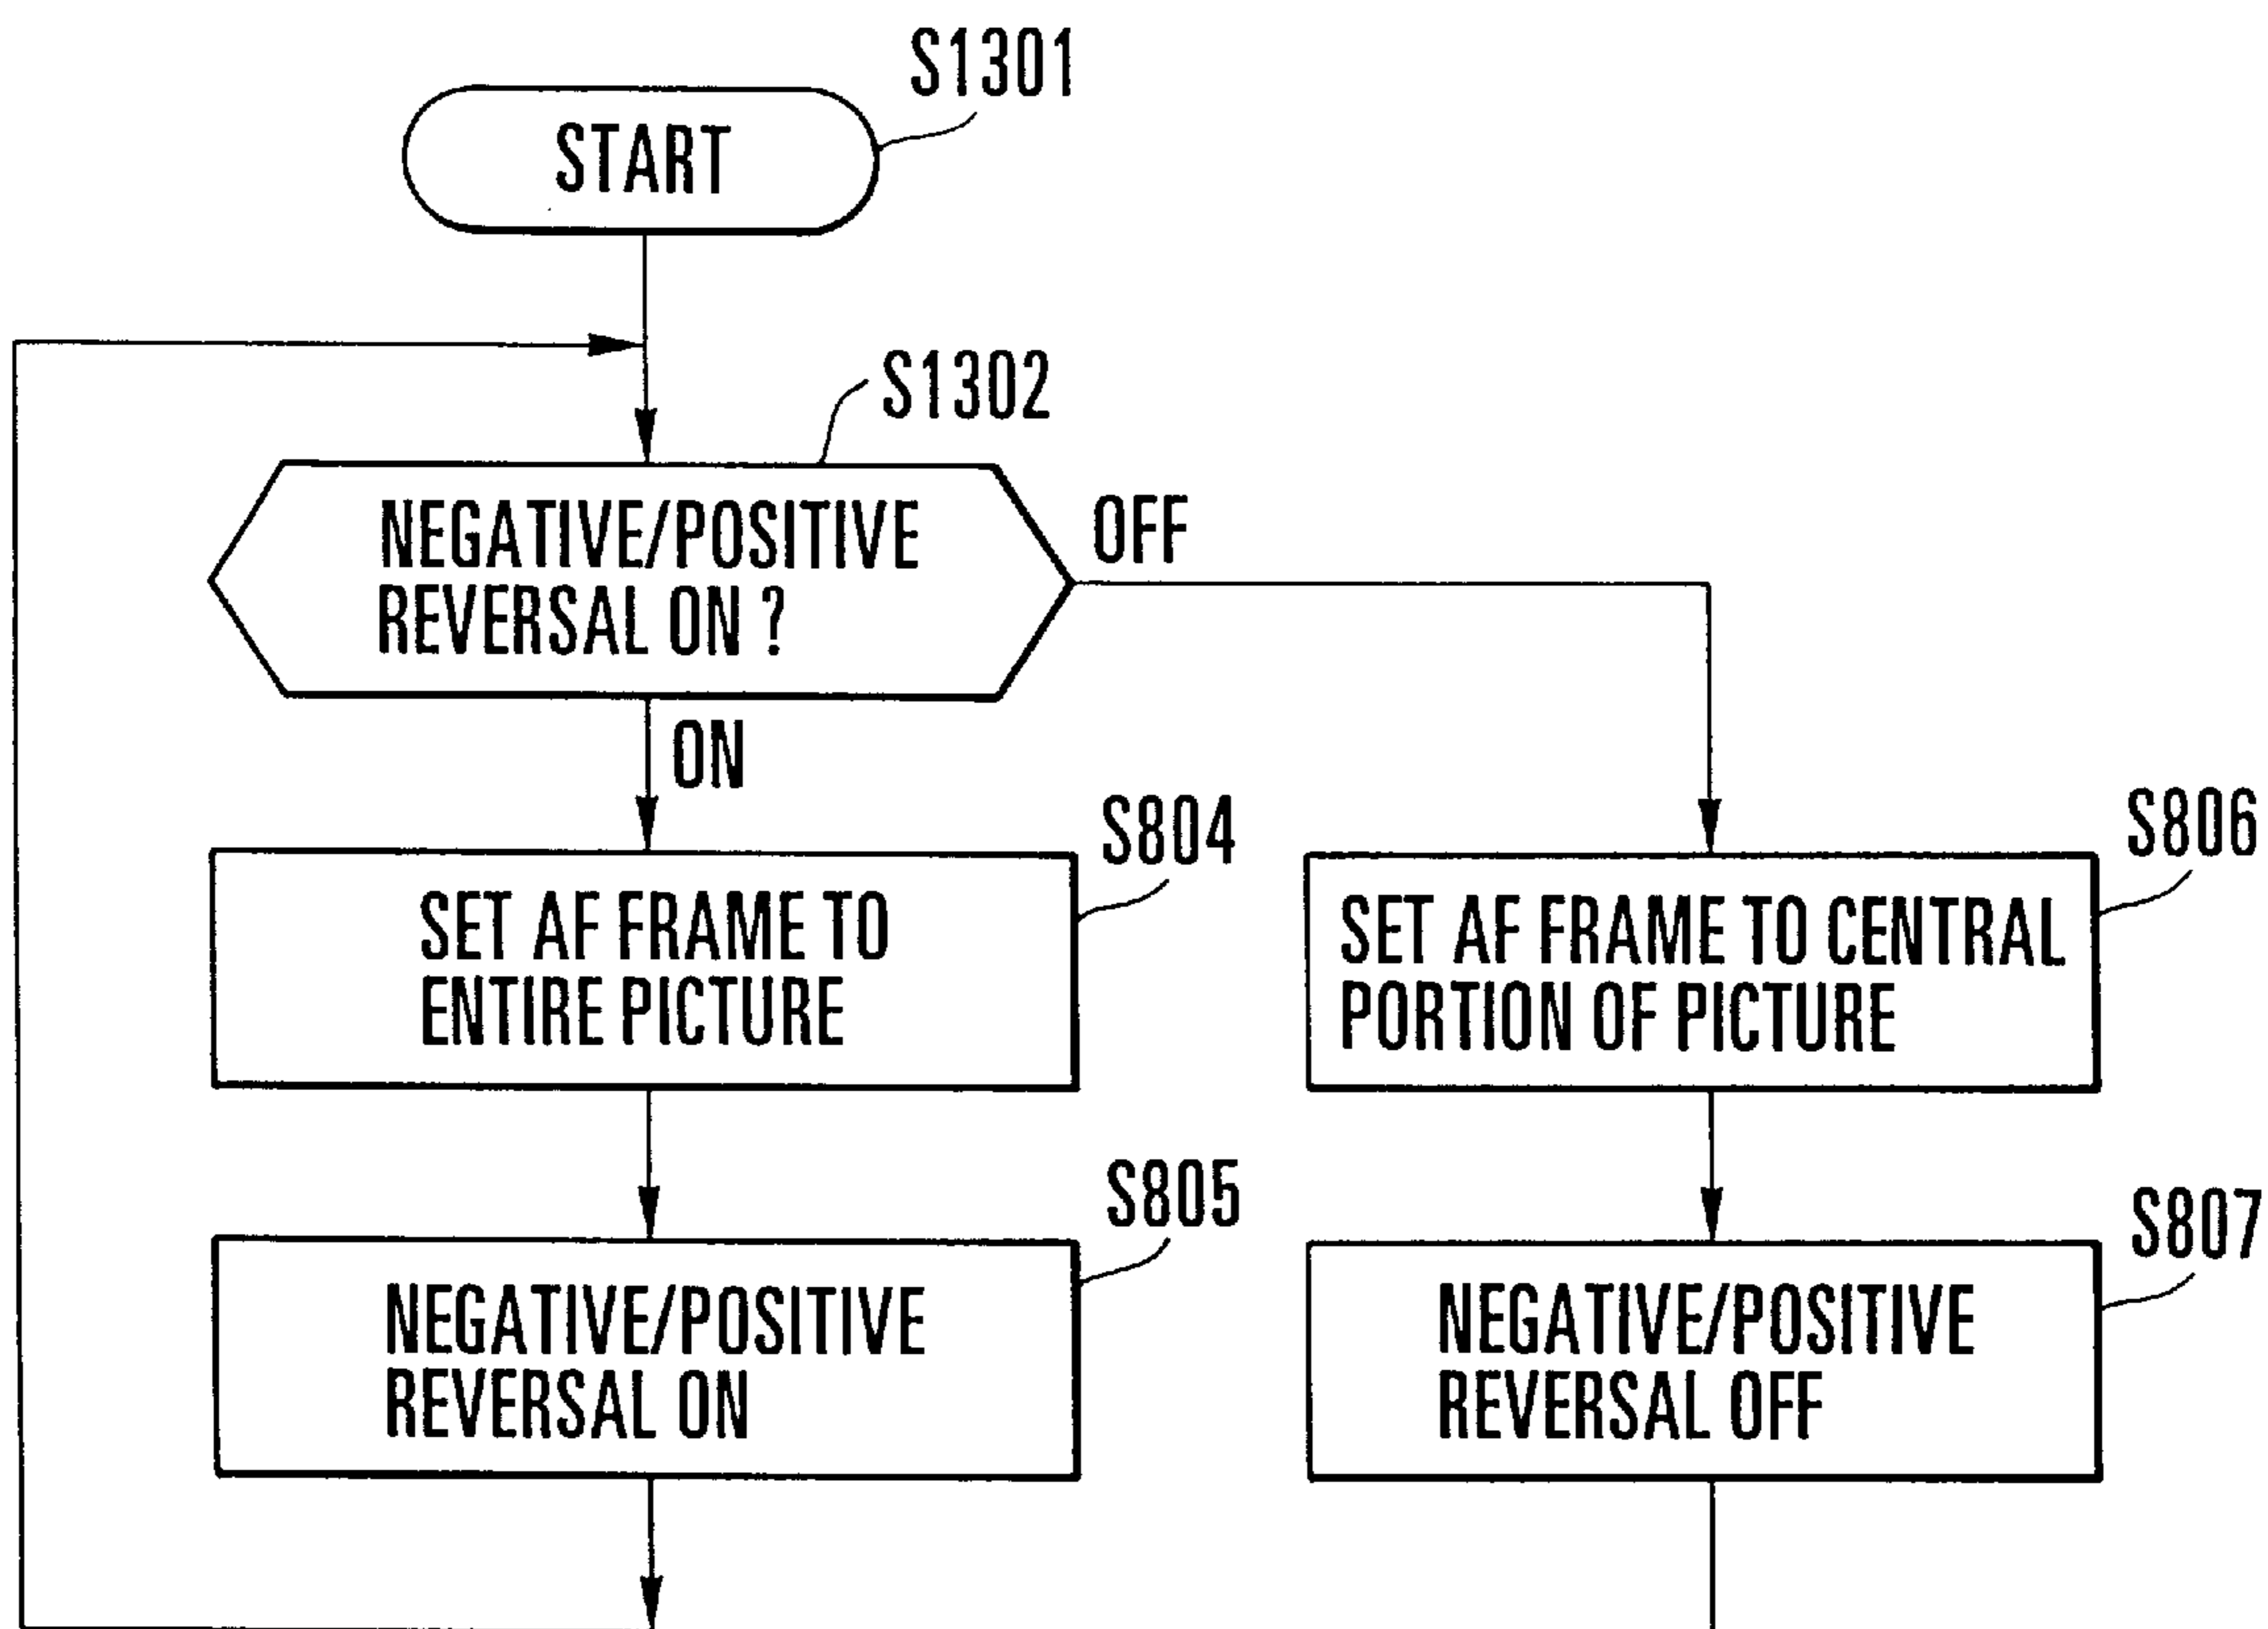 S1301
START
S1302
NEGATIVE/POSITIVE
REVERSAL ON ?
OFF
ON
S804
SET AF FRAME TO
ENTIRE PICTURE
S806
SET AF FRAME TO CENTRAL
PORTION OF PICTURE
S805
NEGATIVE/POSITIVE
REVERSAL ON
S807
NEGATIVE/POSITIVE
REVERSAL OFF